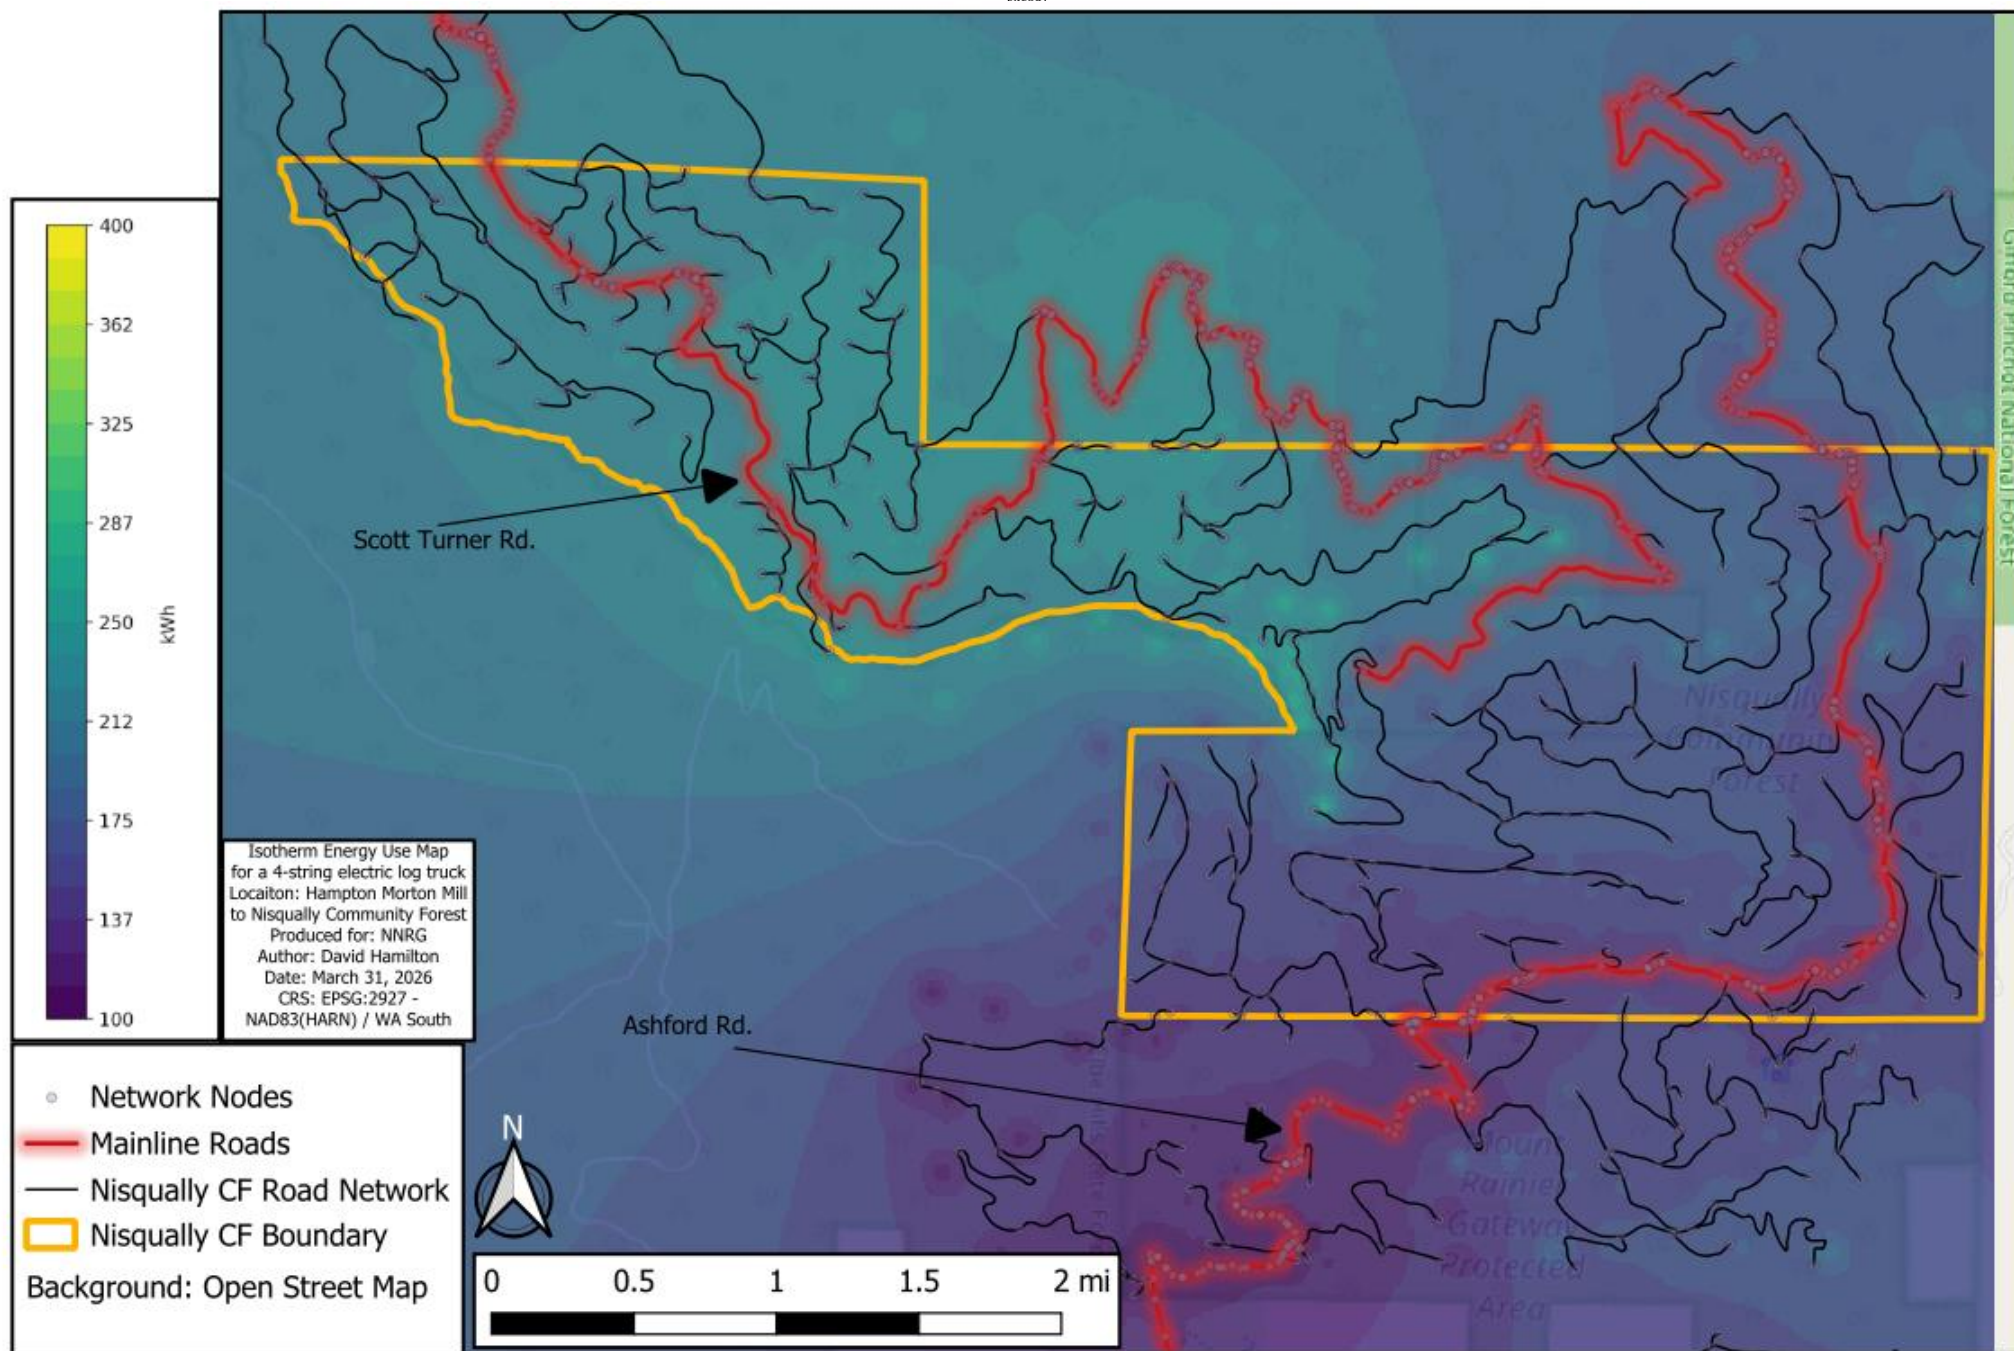 400
362
325
287
250
212
175
137
100
kWh
Isotherm Energy Use Map
for a 4-string electric log truck
Locaiton: Hampton Morton Mill
to Nisqually Community Forest
Produced for: NNRG
Author: David Hamilton
Date: March 31, 2026
CRS: EPSG:2927 -
NAD83(HARN) / WA South
Network Nodes
Mainline Roads
Nisqually CF Road Network
Nisqually CF Boundary
Background: Open Street Map
N
0 0.5 1 1.5 2 mi
Scott Turner Rd.
Ashford Rd.
Nisqually
Community
Forest
Mount
Rainier
Gateway
Protected
Area
Gifford Pinchot National Forest